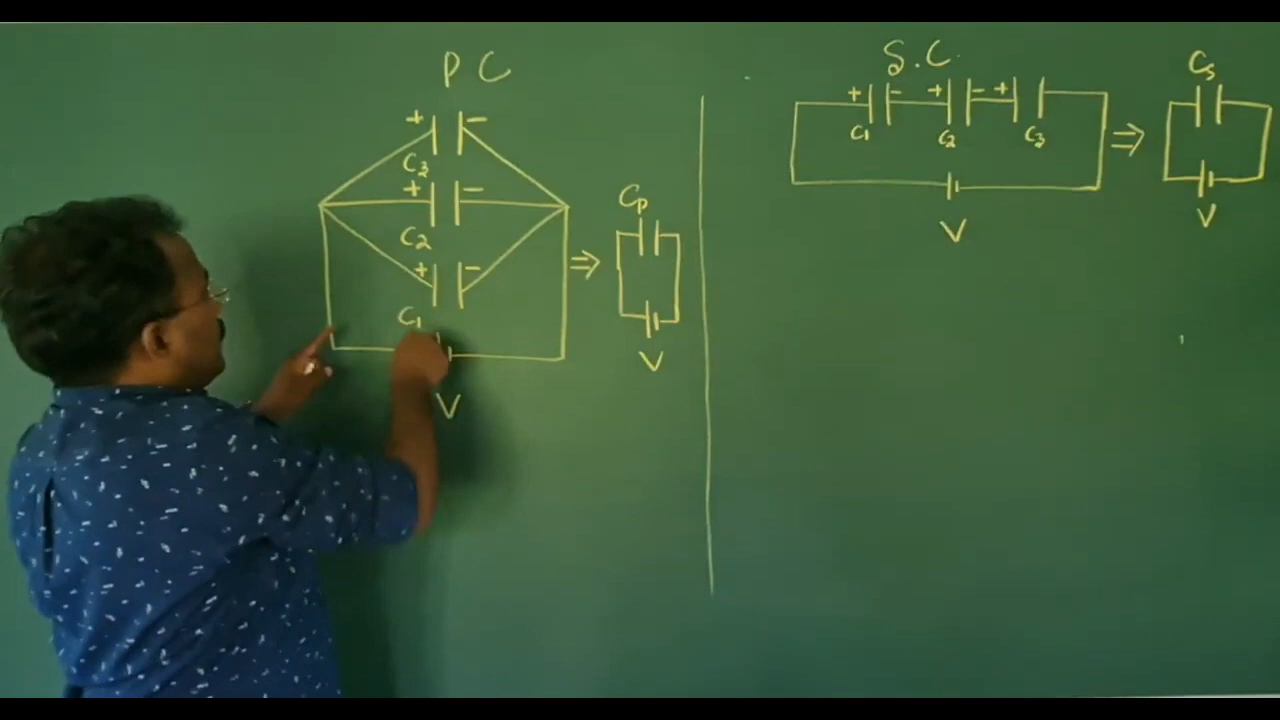 P C
+ -
C3
+ -
C2
+ -
C1
V
⇒
Cp
V
S.C.
+ - + - +
C1 C2 C3
V
⇒
Cs
V